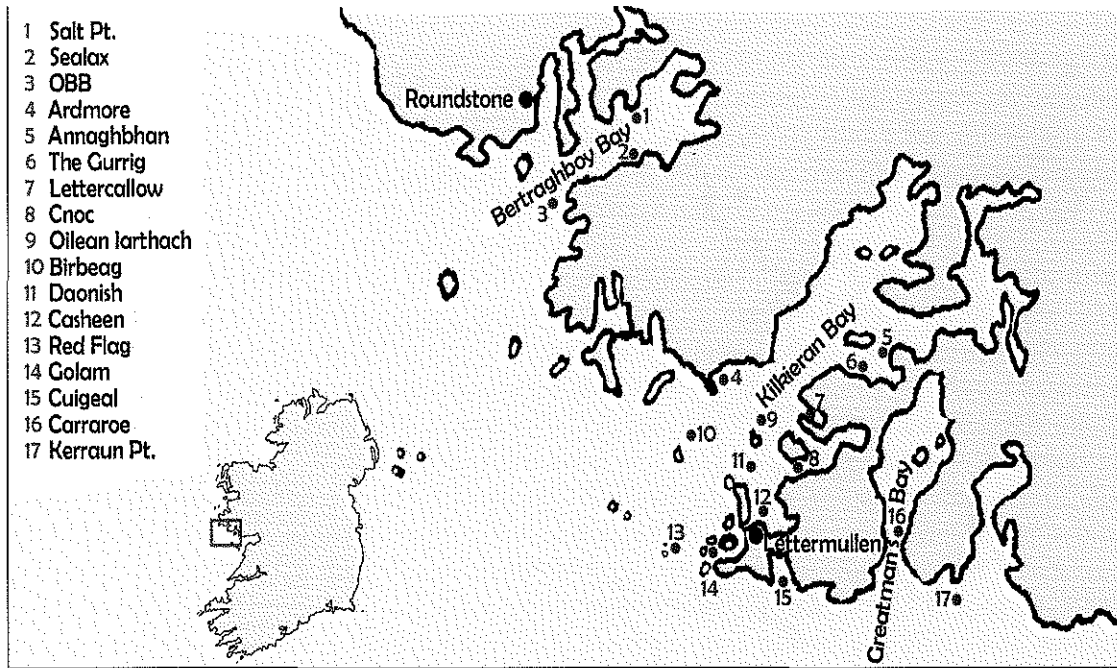 1 Salt Pt.
2 Sealax
3 OBB
4 Ardmore
5 Annaghbhan
6 The Gurrig
7 Lettercallow
8 Cnoc
9 Oilean Iarthach
10 Birbeag
11 Daonish
12 Casheen
13 Red Flag
14 Golam
15 Cuigeal
16 Carraroe
17 Kerraun Pt.
Roundstone
1
2
Bertraghboy Bay
3
Kilkieran Bay
5
6
4
7
9
10
8
11
12
13
Lettermullen
14
15
16
Greatman's Bay
17